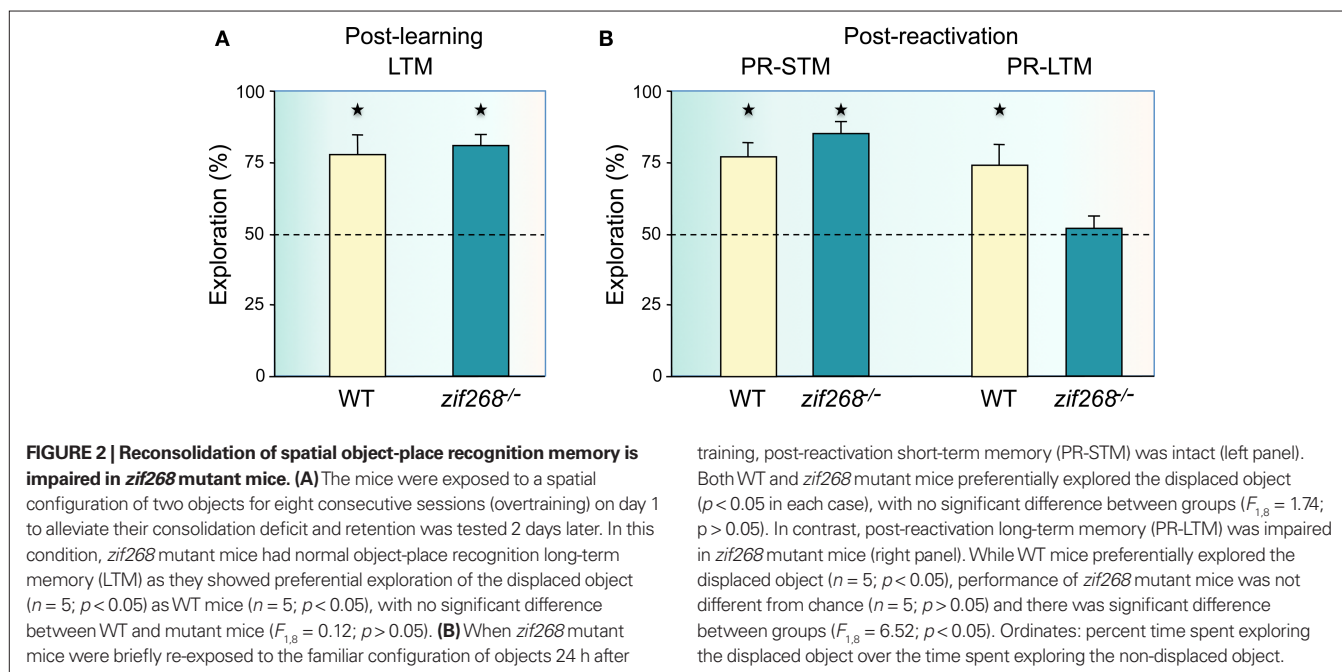 A
Post-learning
LTM
100
75
50
25
0
Exploration (%)
★ ★
WT zif268-/-
B
Post-reactivation
PR-STM PR-LTM
100
75
50
25
0
Exploration (%)
★ ★ ★
WT zif268-/- WT zif268-/-
FIGURE 2 | Reconsolidation of spatial object-place recognition memory is
impaired in zif268 mutant mice. (A) The mice were exposed to a spatial
configuration of two objects for eight consecutive sessions (overtraining) on day 1
to alleviate their consolidation deficit and retention was tested 2 days later. In this
condition, zif268 mutant mice had normal object-place recognition long-term
memory (LTM) as they showed preferential exploration of the displaced object
(n = 5; p < 0.05) as WT mice (n = 5; p < 0.05), with no significant difference
between WT and mutant mice (F1,8 = 0.12; p > 0.05). (B) When zif268 mutant
mice were briefly re-exposed to the familiar configuration of objects 24 h after
training, post-reactivation short-term memory (PR-STM) was intact (left panel).
Both WT and zif268 mutant mice preferentially explored the displaced object
(p < 0.05 in each case), with no significant difference between groups (F1,8 = 1.74;
p > 0.05). In contrast, post-reactivation long-term memory (PR-LTM) was impaired
in zif268 mutant mice (right panel). While WT mice preferentially explored the
displaced object (n = 5; p < 0.05), performance of zif268 mutant mice was not
different from chance (n = 5; p > 0.05) and there was significant difference
between groups (F1,8 = 6.52; p < 0.05). Ordinates: percent time spent exploring
the displaced object over the time spent exploring the non-displaced object.